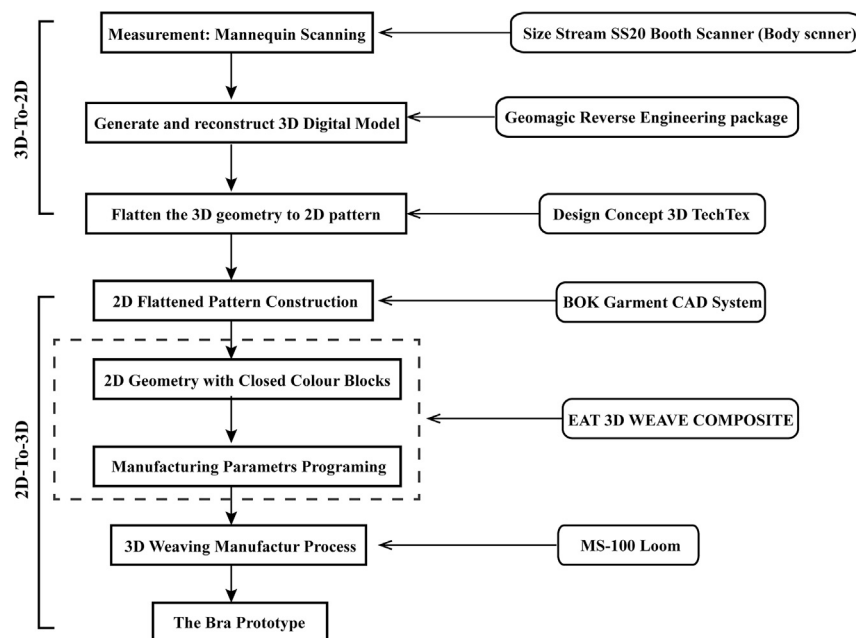 Measurement: Mannequin Scanning
Size Stream SS20 Booth Scanner (Body scnner)
3D-To-2D
Generate and reconstruct 3D Digital Model
Geomagic Reverse Engineering package
Flatten the 3D geometry to 2D pattern
Design Concept 3D TechTex
2D Flattened Pattern Construction
BOK Garment CAD System
2D-To-3D
2D Geometry with Closed Colour Blocks
EAT 3D WEAVE COMPOSITE
Manufacturing Parametrs Programing
3D Weaving Manufactur Process
MS-100 Loom
The Bra Prototype